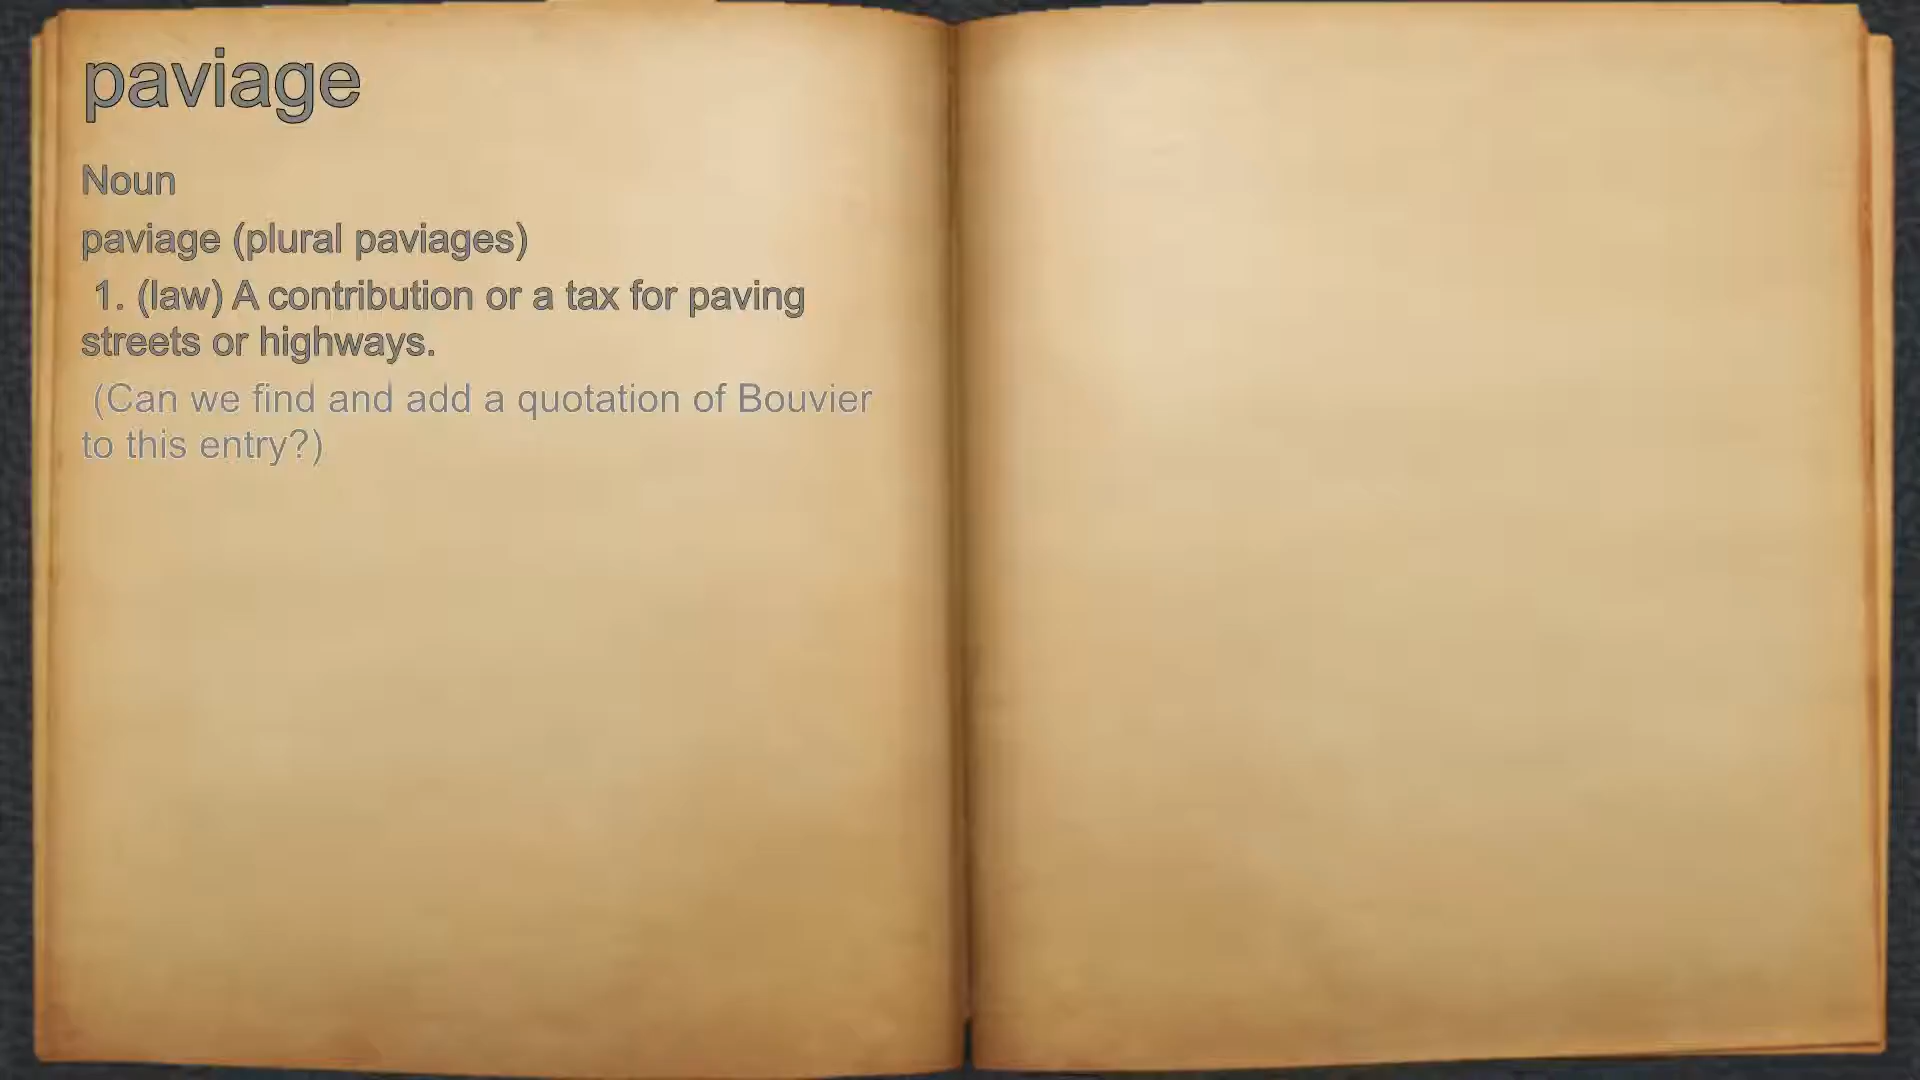 paviage
Noun
paviage (plural paviages)
1. (law) A contribution or a tax for paving
streets or highways.
(Can we find and add a quotation of Bouvier
to this entry?)